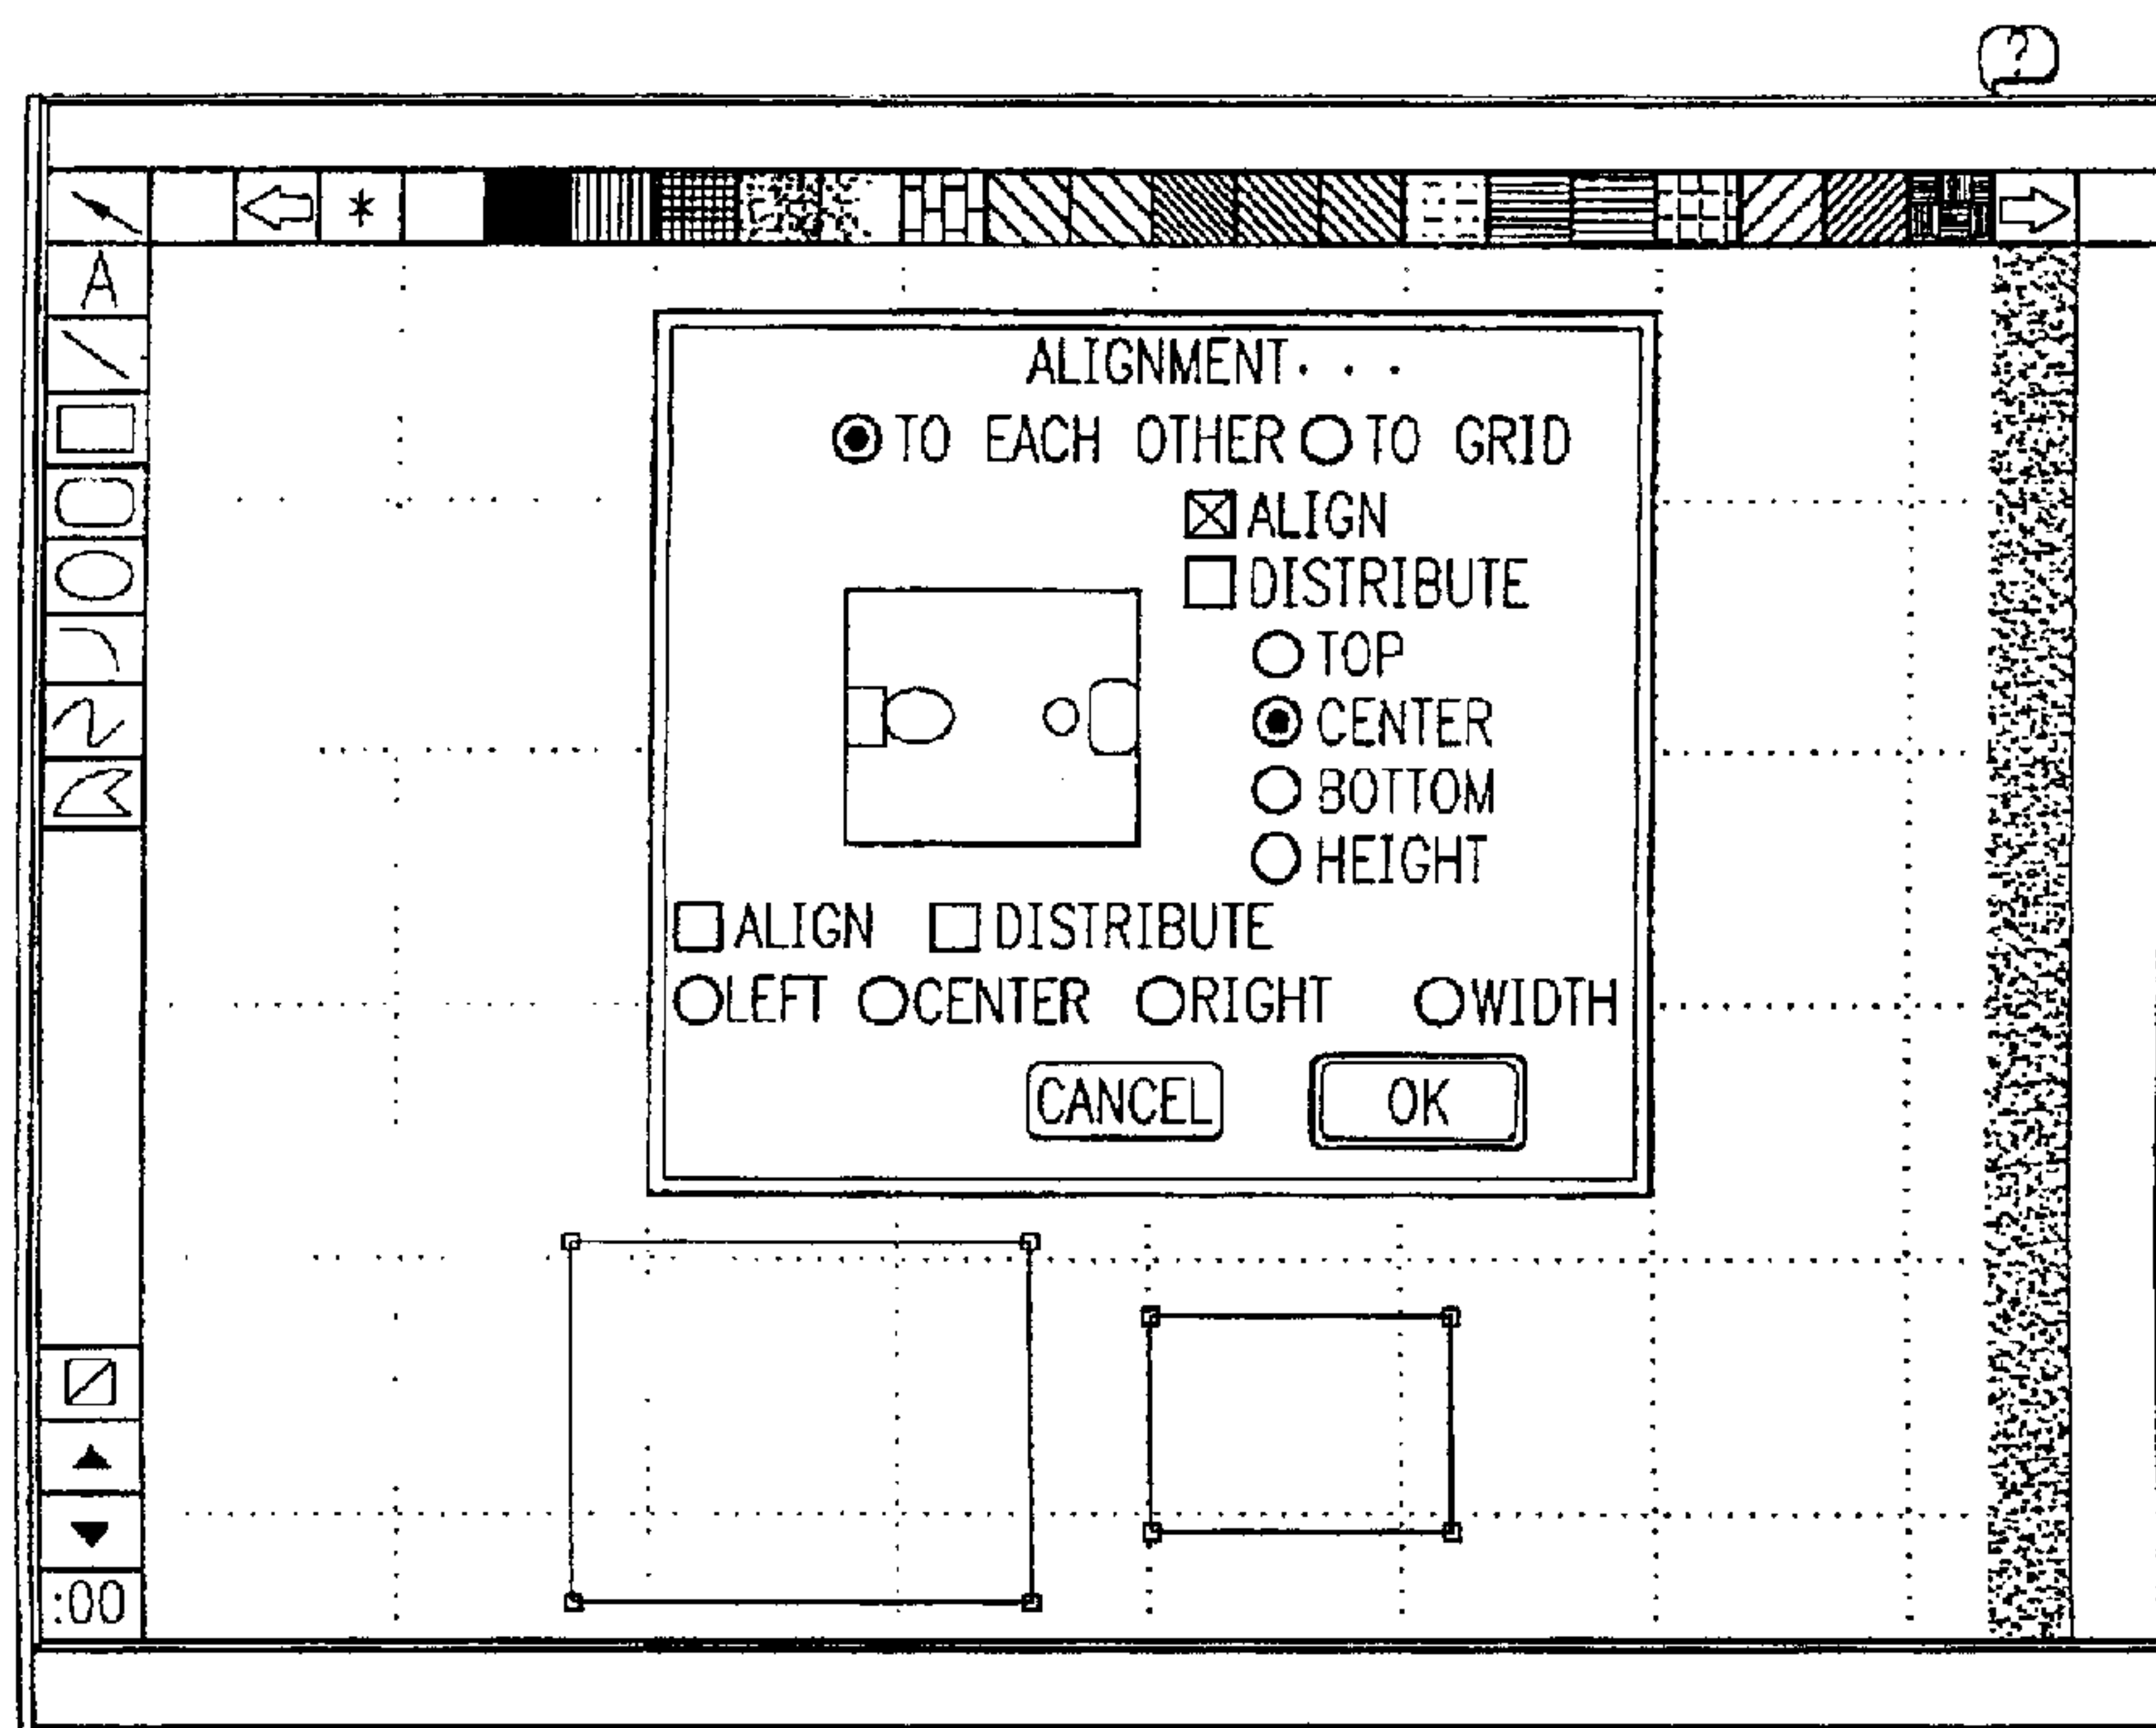 ?
*
A
ALIGNMENT...
TO EACH OTHER TO GRID
ALIGN
DISTRIBUTE
TOP
CENTER
BOTTOM
HEIGHT
ALIGN DISTRIBUTE
LEFT CENTER RIGHT WIDTH
CANCEL OK
:00